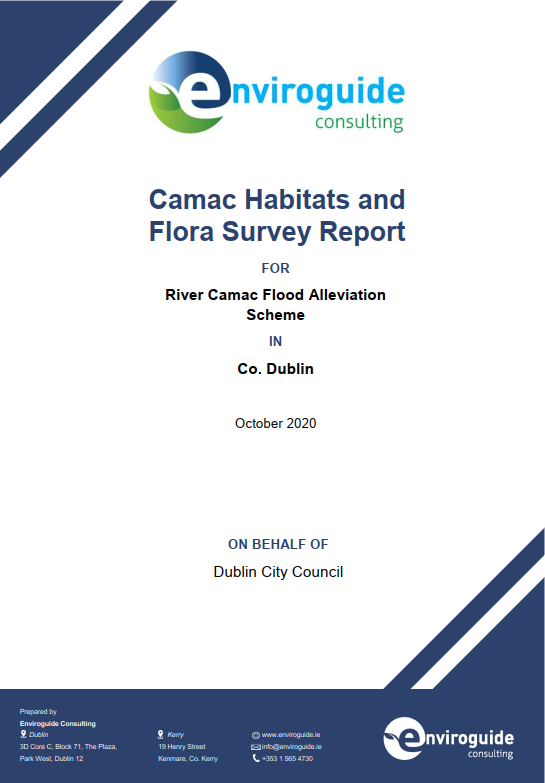 enviroguide
consulting
Camac Habitats and
Flora Survey Report
FOR
River Camac Flood Alleviation
Scheme
IN
Co. Dublin
October 2020
ON BEHALF OF
Dublin City Council
Prepared by
Enviroguide Consulting
Dublin
3D Core C, Block 71, The Plaza,
Park West, Dublin 12
Kerry
19 Henry Street
Kenmare, Co. Kerry
www.enviroguide.ie
info@enviroguide.ie
+353 1 565 4730
enviroguide
consulting